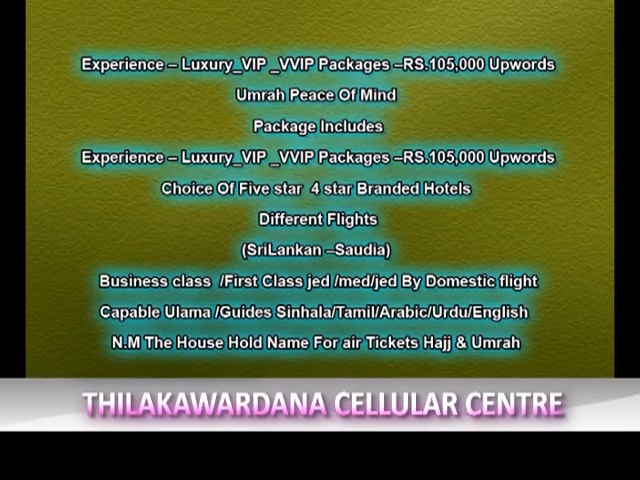 Experience – Luxury_VIP _VVIP Packages –RS.105,000 Upwords
Umrah Peace Of Mind
Package Includes
Experience – Luxury_VIP _VVIP Packages –RS.105,000 Upwords
Choice Of Five star 4 star Branded Hotels
Different Flights
(SriLankan –Saudia)
Business class /First Class jed /med/jed By Domestic flight
Capable Ulama /Guides Sinhala/Tamil/Arabic/Urdu/English
N.M The House Hold Name For air Tickets Hajj & Umrah
THILAKAWARDANA CELLULAR CENTRE